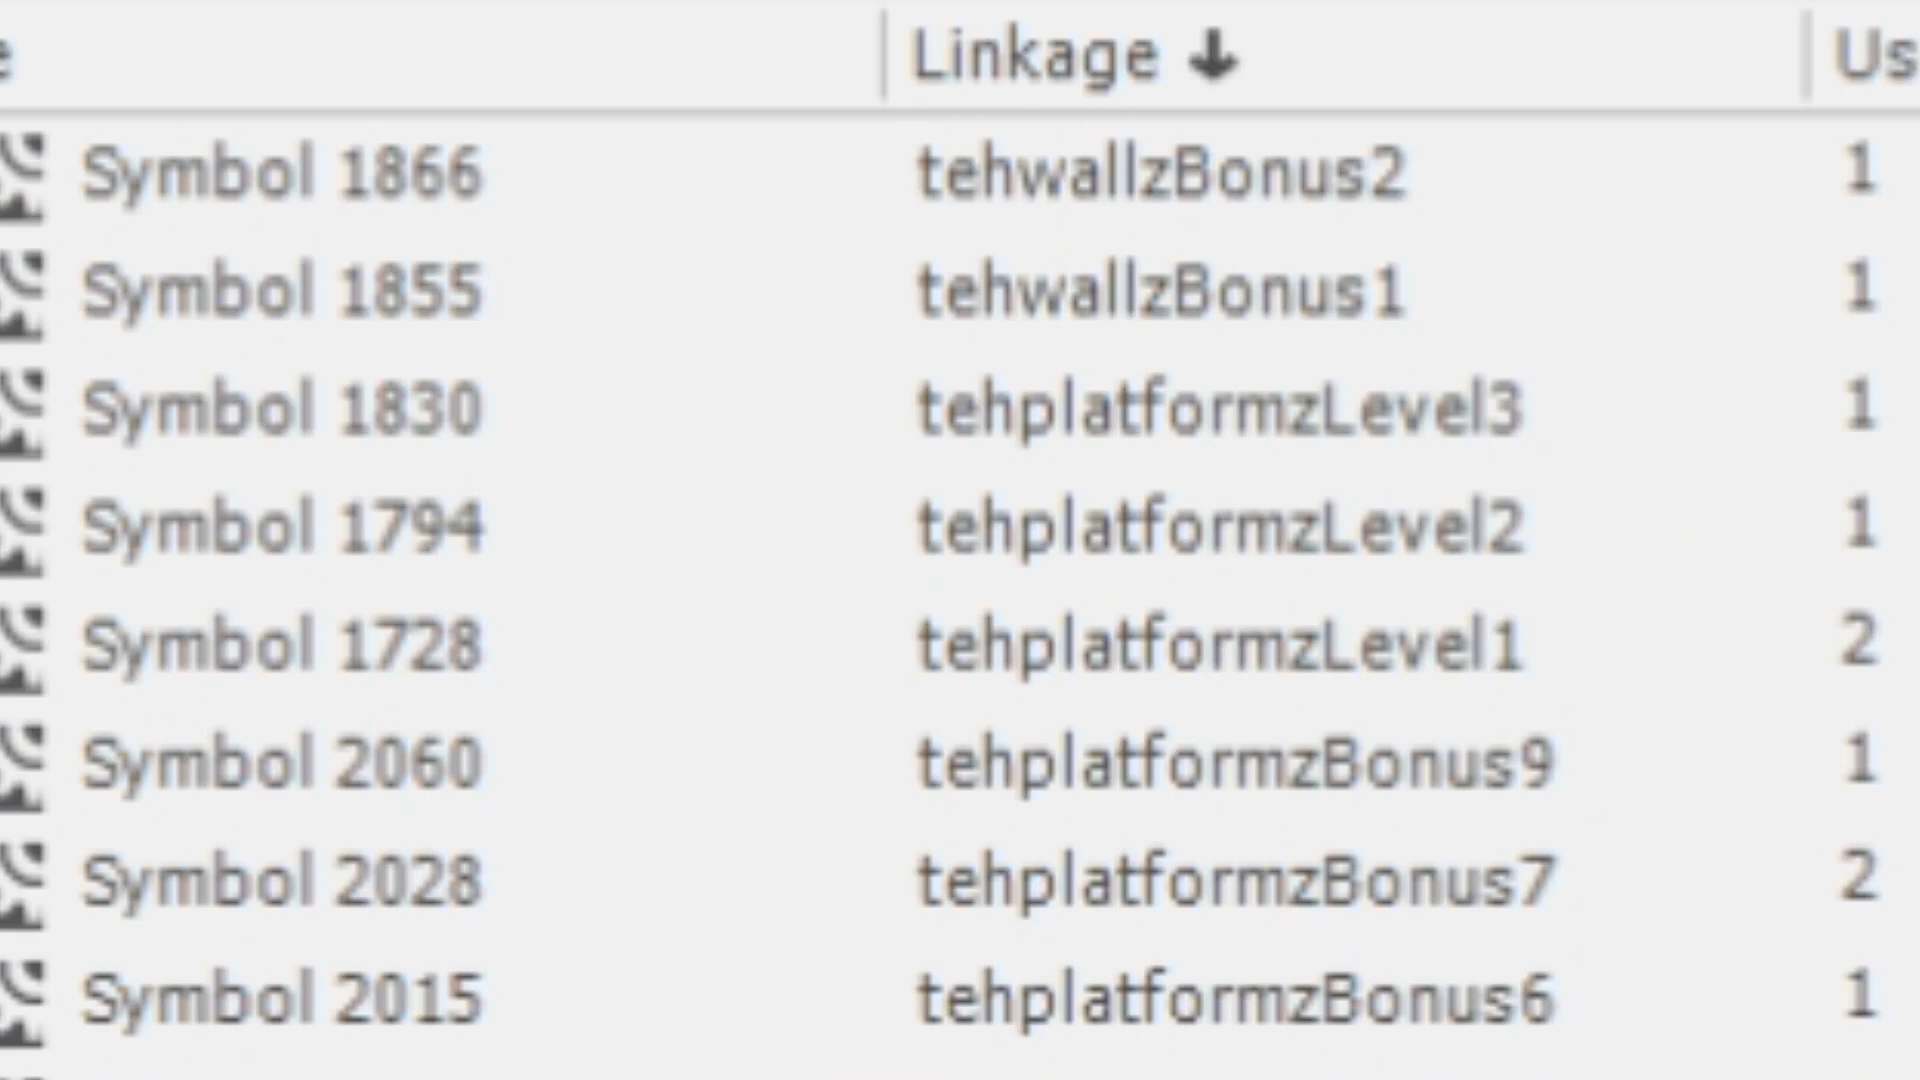 e Linkage Us
Symbol 1866 tehwallzBonus2 1
Symbol 1855 tehwallzBonus1 1
Symbol 1830 tehplatformzLevel3 1
Symbol 1794 tehplatformzLevel2 1
Symbol 1728 tehplatformzLevel1 2
Symbol 2060 tehplatformzBonus9 1
Symbol 2028 tehplatformzBonus7 2
Symbol 2015 tehplatformzBonus6 1